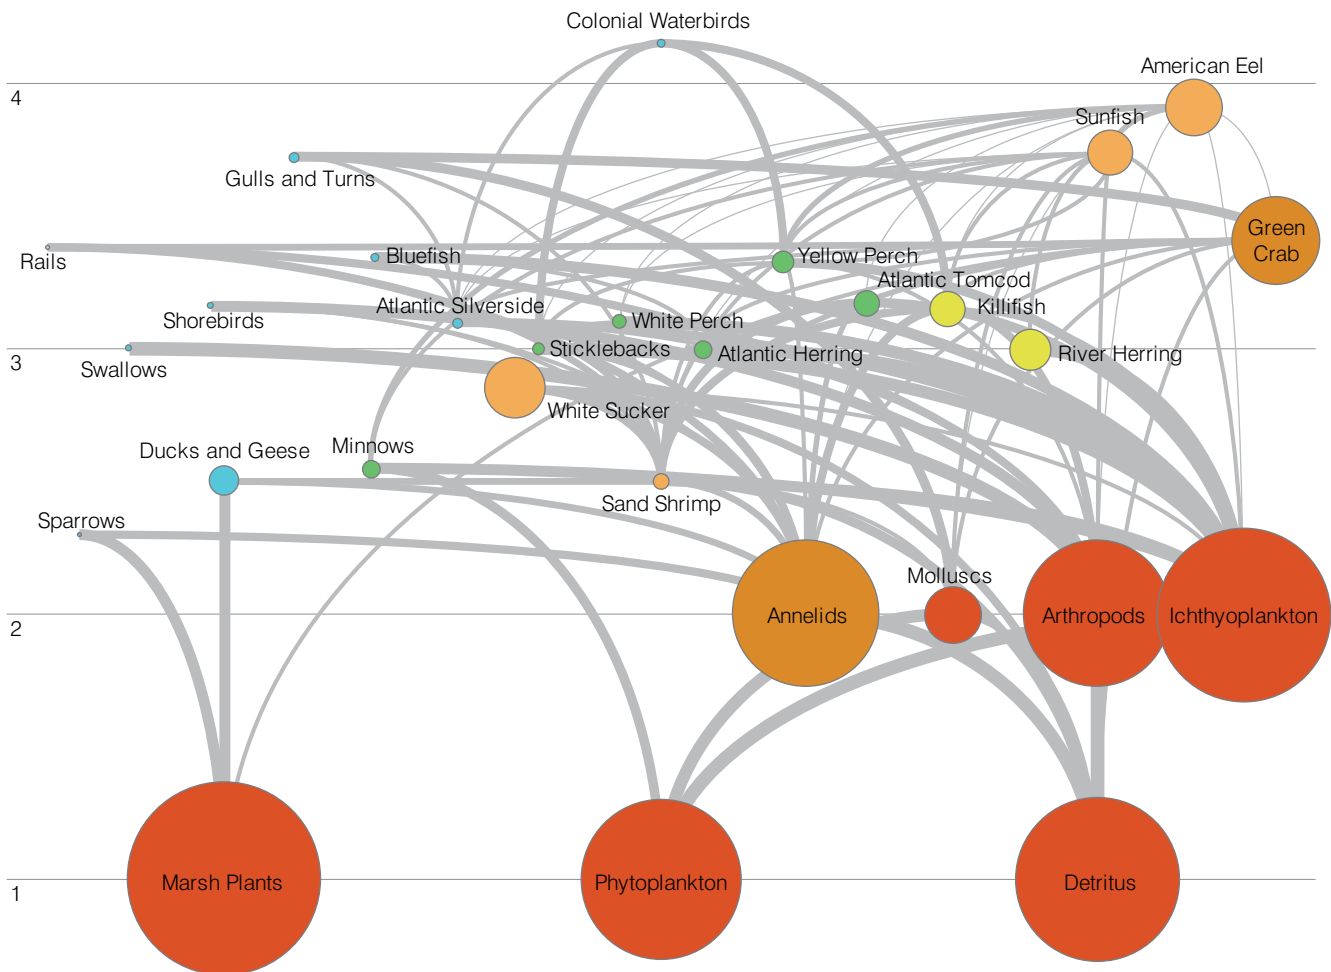 Colonial Waterbirds
American Eel
4
Sunfish
Gulls and Turns
Green
Crab
Rails
Bluefish
Yellow Perch
Atlantic Tomcod
Atlantic Silverside
Killifish
Shorebirds
White Perch
Sticklebacks
Atlantic Herring
River Herring
3
Swallows
White Sucker
Minnows
Ducks and Geese
Sand Shrimp
Sparrows
Molluscs
Annelids
Arthropods
Ichthyoplankton
2
Marsh Plants
Phytoplankton
Detritus
1